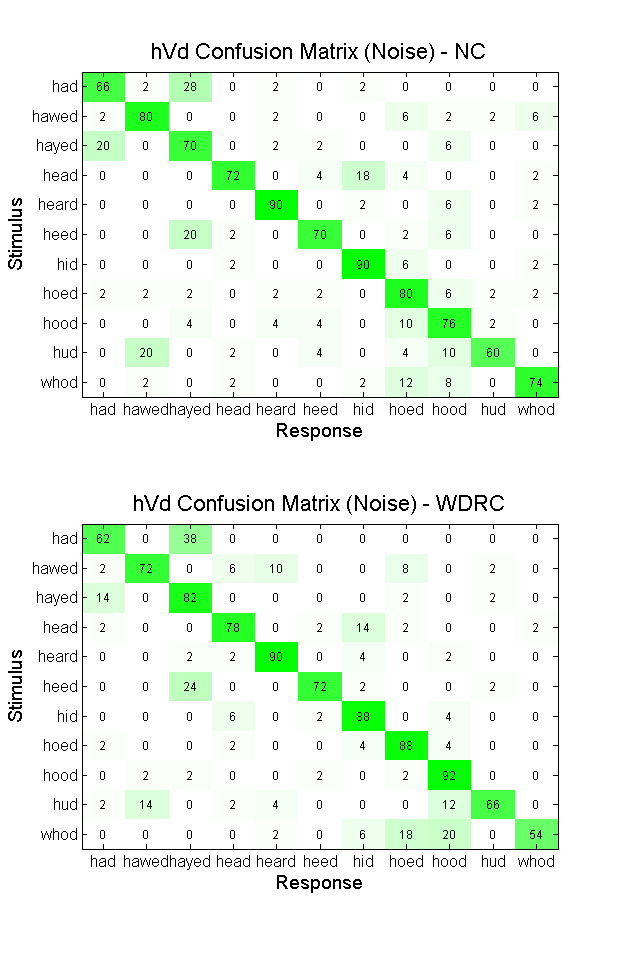 hVd Confusion Matrix (Noise) - NC
had 66 2 28 0 2 0 2 0 0 0 0
hawed 2 80 0 0 2 0 0 6 2 2 6
hayed 20 0 70 0 2 2 0 0 6 0 0
head 0 0 0 72 0 4 18 4 0 0 2
heard 0 0 0 0 90 0 2 0 6 0 2
heed 0 0 20 2 0 70 0 2 6 0 0
hid 0 0 0 2 0 0 90 6 0 0 2
hoed 2 2 2 0 2 2 0 80 6 2 2
hood 0 0 4 0 4 4 0 10 76 2 0
hud 0 20 0 2 0 4 0 4 10 60 0
whod 0 2 0 2 0 0 2 12 8 0 74
had hawed hayed head heard heed hid hoed hood hud whod
Stimulus
Response
hVd Confusion Matrix (Noise) - WDRC
had 62 0 38 0 0 0 0 0 0 0 0
hawed 2 72 0 6 10 0 0 8 0 2 0
hayed 14 0 82 0 0 0 0 2 0 2 0
head 2 0 0 78 0 2 14 2 0 0 2
heard 0 0 2 2 90 0 4 0 2 0 0
heed 0 0 24 0 0 72 2 0 0 2 0
hid 0 0 0 6 0 2 88 0 4 0 0
hoed 2 0 0 2 0 0 4 88 4 0 0
hood 0 2 2 0 0 2 0 2 92 0 0
hud 2 14 0 2 4 0 0 0 12 66 0
whod 0 0 0 0 2 0 6 18 20 0 54
had hawed hayed head heard heed hid hoed hood hud whod
Stimulus
Response